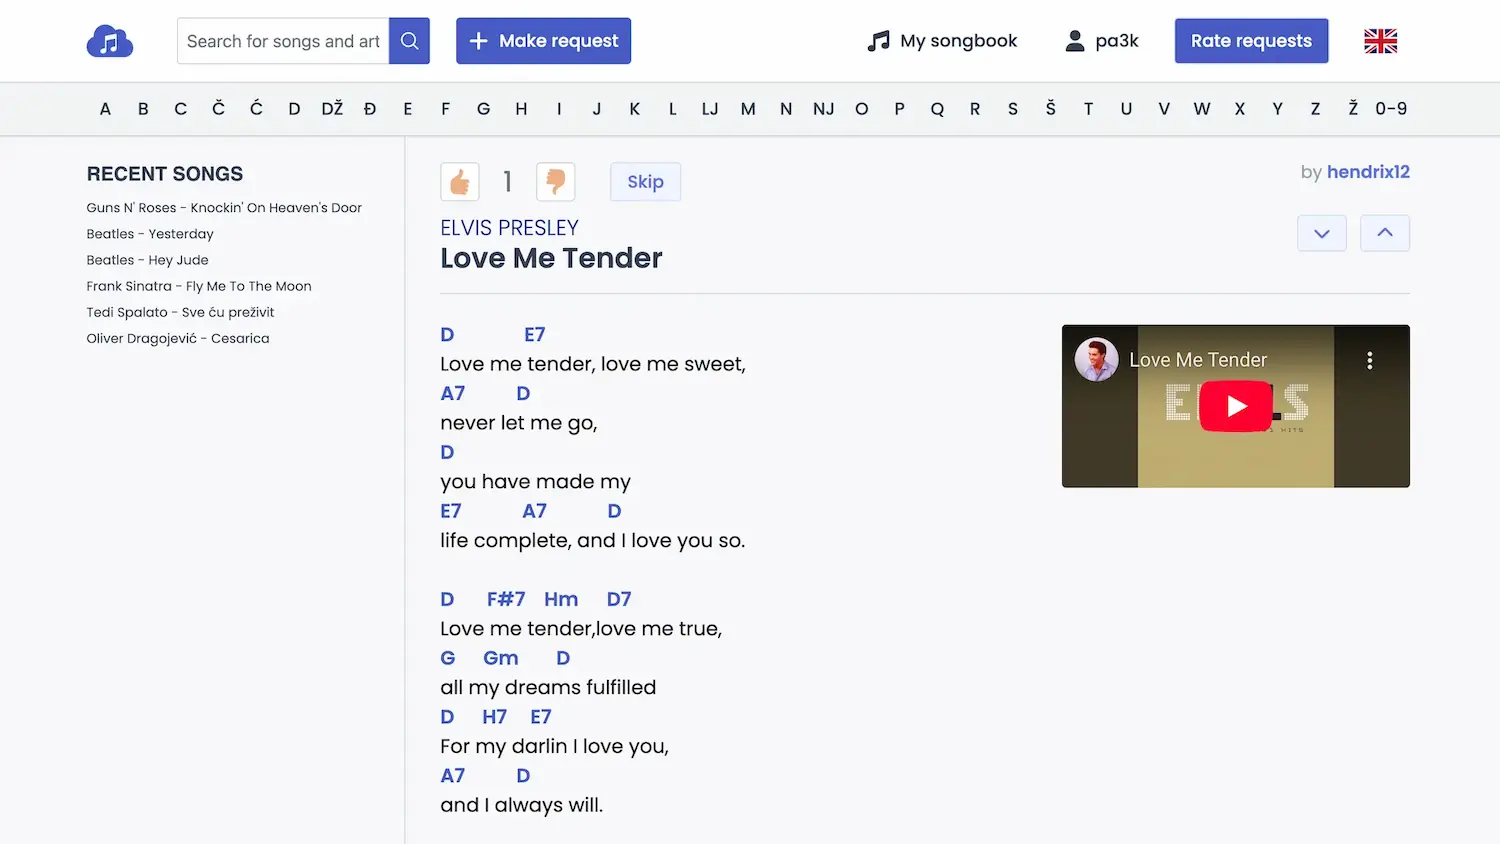 Search for songs and art
Make request
My songbook
pa3k
Rate requests
A B C Č Ć D DŽ Đ E F G H I J K L LJ M N NJ O P Q R S Š T U V W X Y Z Ž 0-9
RECENT SONGS
Guns N' Roses - Knockin' On Heaven's Door
Beatles - Yesterday
Beatles - Hey Jude
Frank Sinatra - Fly Me To The Moon
Tedi Spalato - Sve ću preživit
Oliver Dragojević - Cesarica
1
Skip
by hendrix12
ELVIS PRESLEY
Love Me Tender
D E7
Love me tender, love me sweet,
A7 D
never let me go,
D
you have made my
E7 A7 D
life complete, and I love you so.
D F#7 Hm D7
Love me tender,love me true,
G Gm D
all my dreams fulfilled
D H7 E7
For my darlin I love you,
A7 D
and I always will.
Love Me Tender
HITS